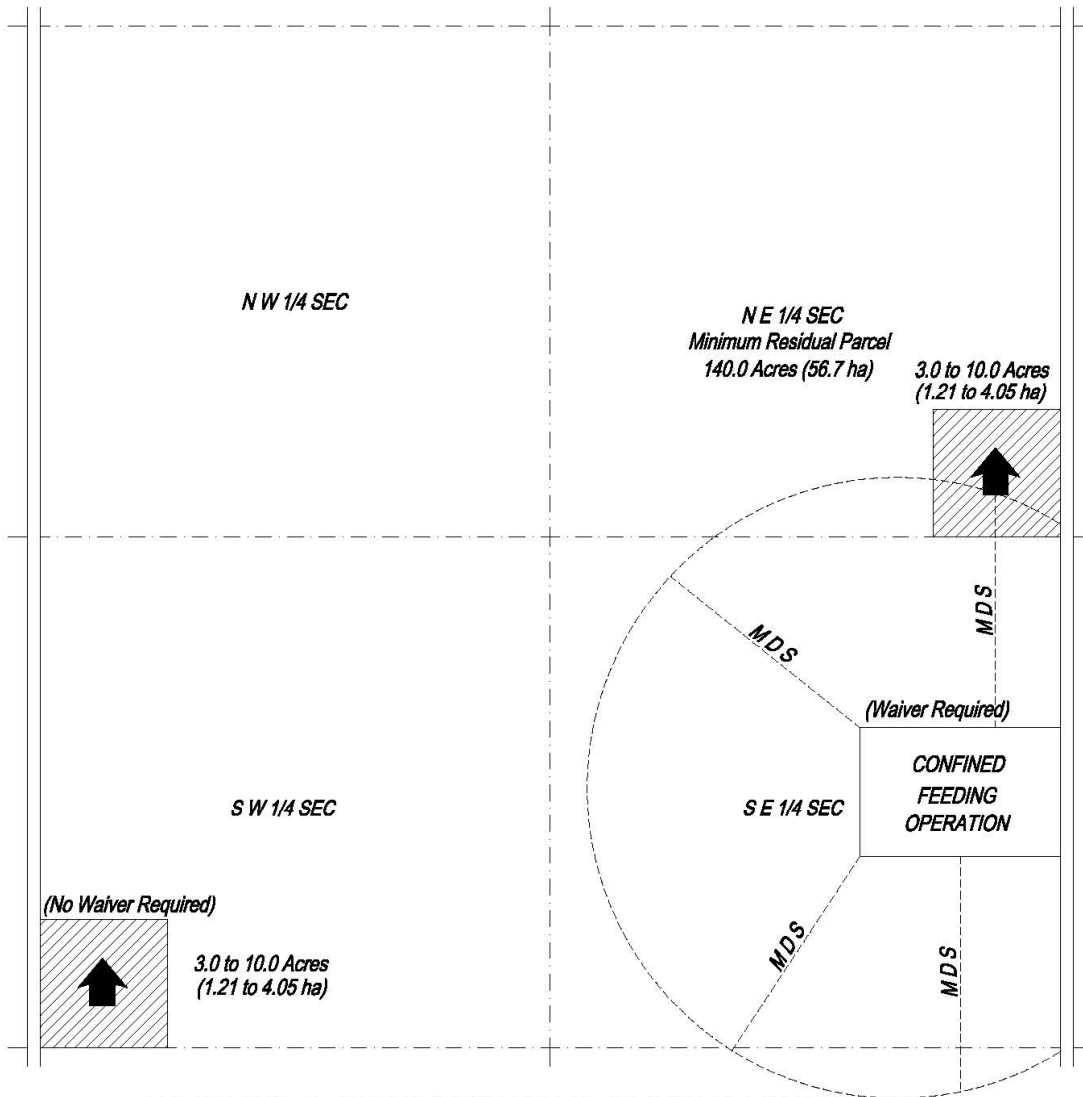 N W 1/4 SEC
N E 1/4 SEC
Minimum Residual Parcel
140.0 Acres (56.7 ha)
3.0 to 10.0 Acres
(1.21 to 4.05 ha)
MDS
MDS
(Waiver Required)
CONFINED
FEEDING
OPERATION
S W 1/4 SEC
S E 1/4 SEC
(No Waiver Required)
3.0 to 10.0 Acres
(1.21 to 4.05 ha)
MDS
MDS